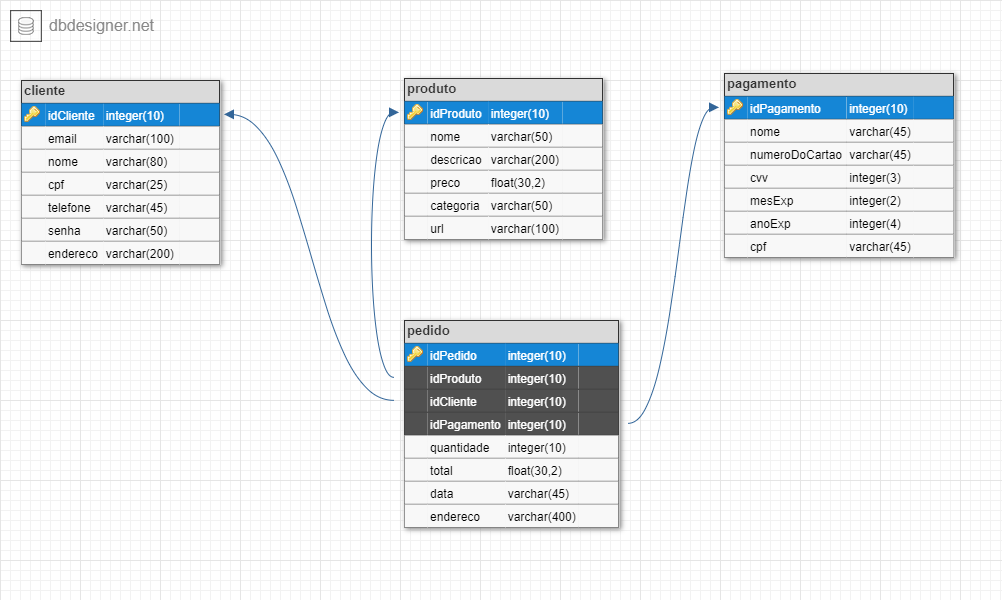 dbdesigner.net
cliente
idCliente integer(10)
email varchar(100)
nome varchar(80)
cpf varchar(25)
telefone varchar(45)
senha varchar(50)
endereco varchar(200)
produto
idProduto integer(10)
nome varchar(50)
descricao varchar(200)
preco float(30,2)
categoria varchar(50)
url varchar(100)
pagamento
idPagamento integer(10)
nome varchar(45)
numeroDoCartao varchar(45)
cvv integer(3)
mesExp integer(2)
anoExp integer(4)
cpf varchar(45)
pedido
idPedido integer(10)
idProduto integer(10)
idCliente integer(10)
idPagamento integer(10)
quantidade integer(10)
total float(30,2)
data varchar(45)
endereco varchar(400)